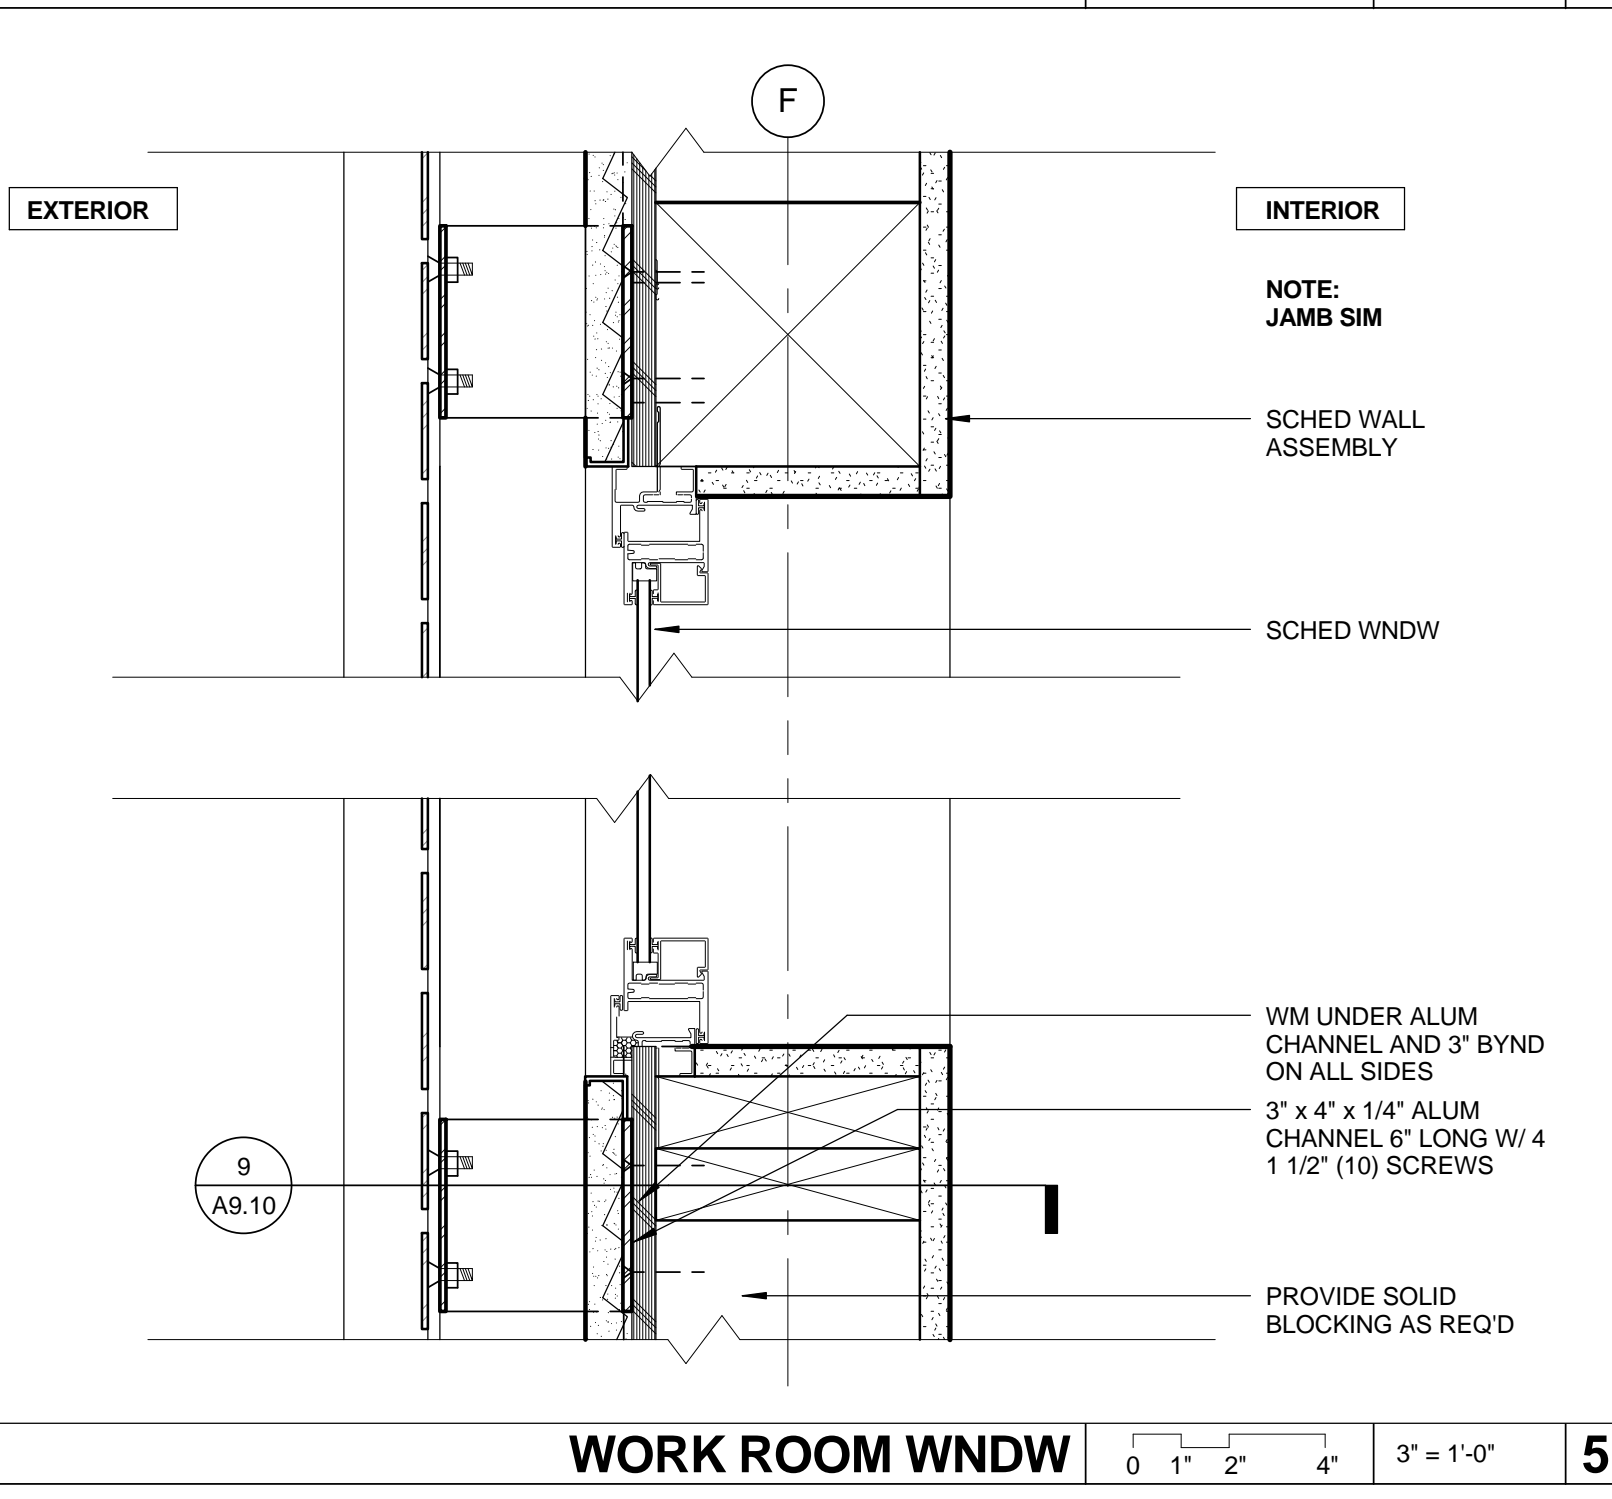 F
EXTERIOR
INTERIOR
NOTE:
JAMB SIM
SCHED WALL
ASSEMBLY
SCHED WNDW
WM UNDER ALUM
CHANNEL AND 3" BYND
ON ALL SIDES
3" x 4" x 1/4" ALUM
CHANNEL 6" LONG W/ 4
1 1/2" (10) SCREWS
9
A9.10
PROVIDE SOLID
BLOCKING AS REQ'D
WORK ROOM WNDW
0 1" 2" 4"
3" = 1'-0"
5